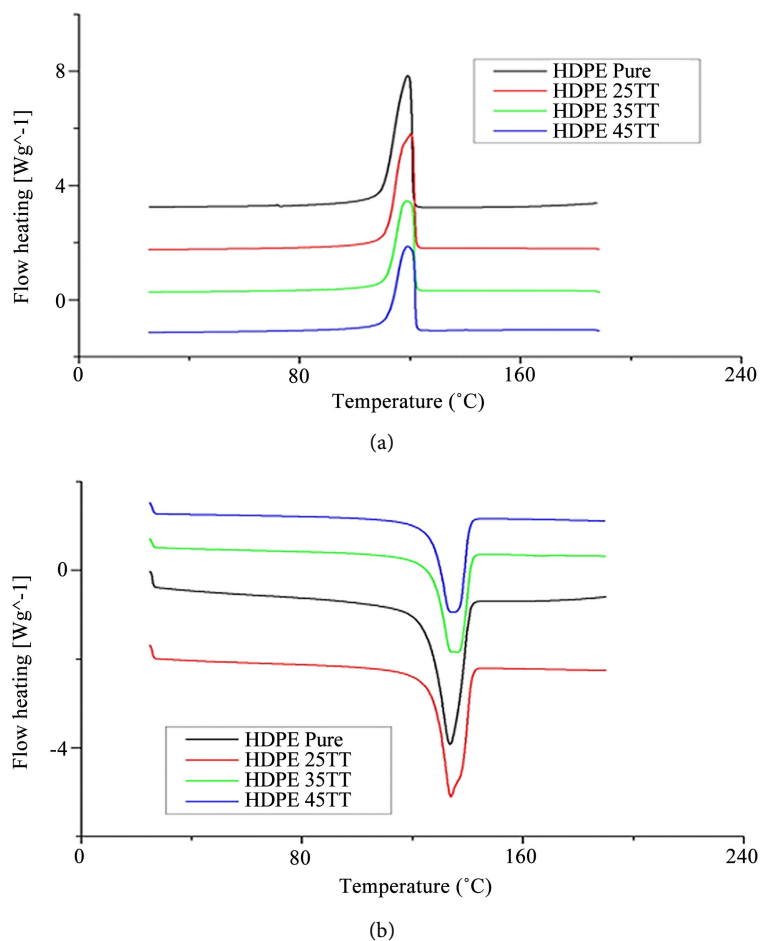 8
4
0
Flow heating [Wg^-1]
HDPE Pure
HDPE 25TT
HDPE 35TT
HDPE 45TT
0
80
160
240
Temperature (˚C)
(a)
0
-4
Flow heating [Wg^-1]
HDPE Pure
HDPE 25TT
HDPE 35TT
HDPE 45TT
0
80
160
240
Temperature (˚C)
(b)